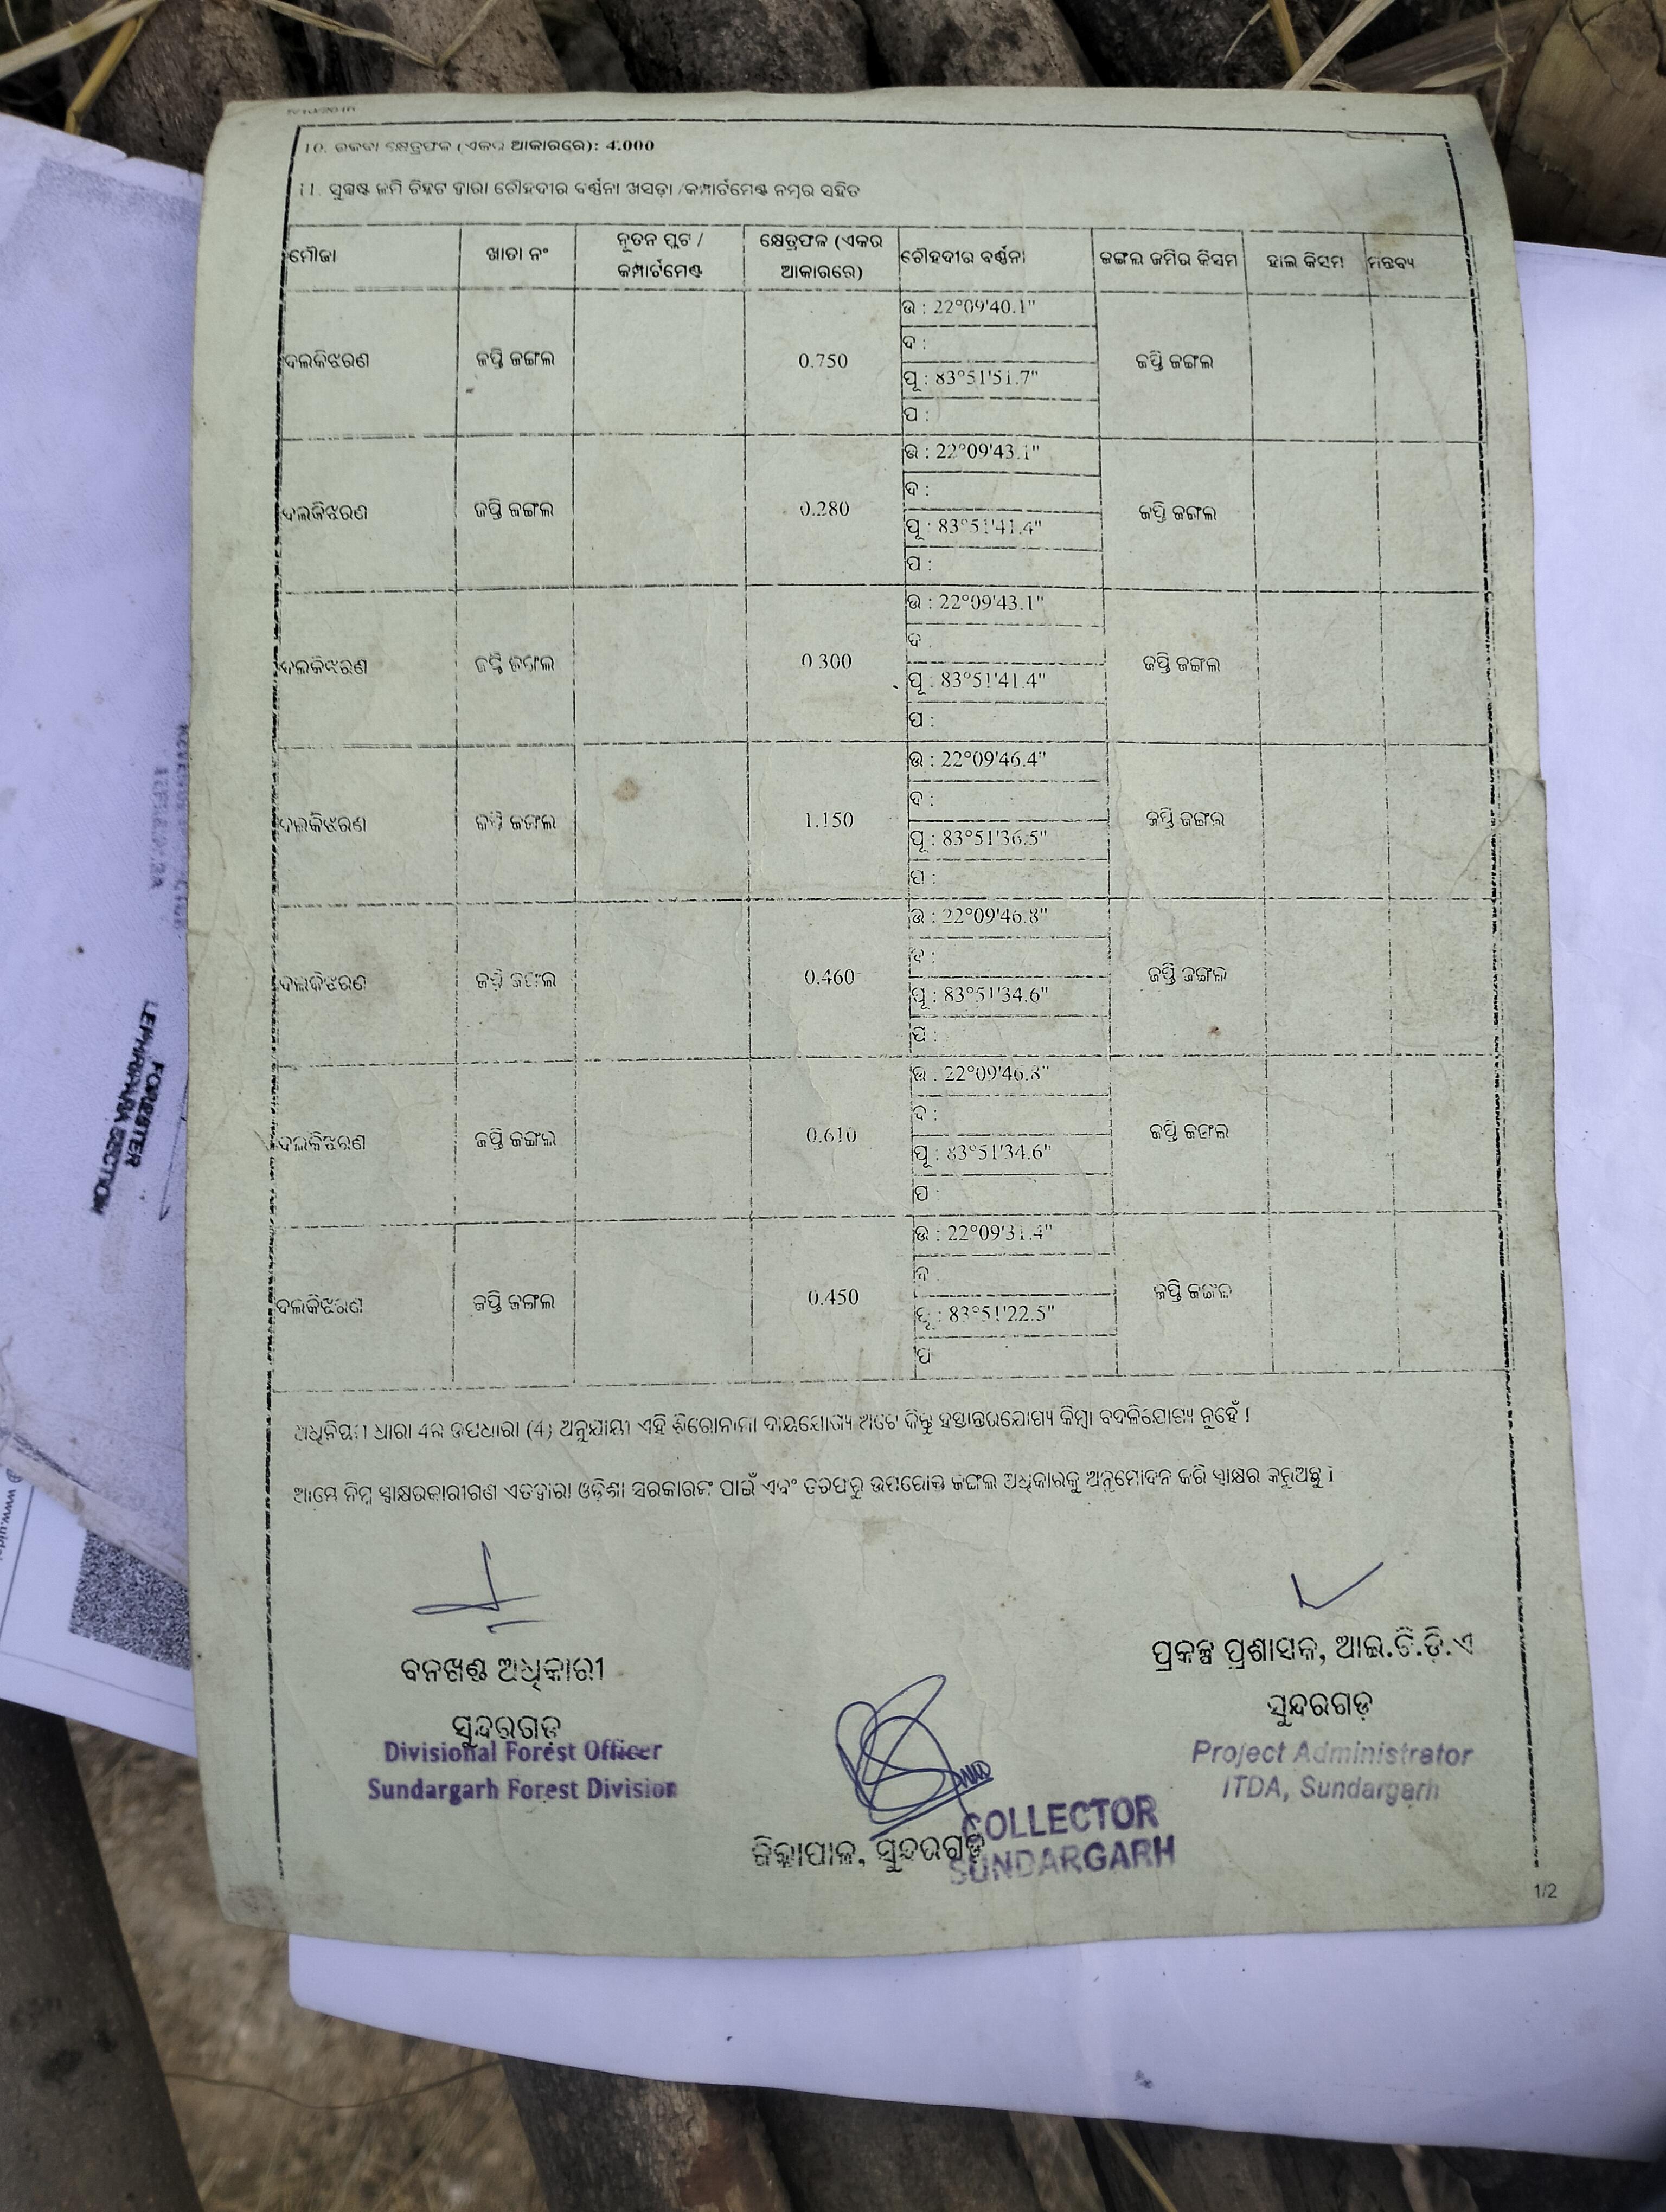 10. ରକବା କ୍ଷେତ୍ରଫଳ (ଏକର ଆକାରରେ): 4.000
11. ସୁସ୍ପଷ୍ଟ ଜମି ଚିହ୍ନଟ ଦ୍ୱାରା ଚୌହଦୀର ବର୍ଣ୍ଣନା ଖସଡ଼ା /କମ୍ପାର୍ଟମେଣ୍ଟ ନମ୍ବର ସହିତ
ମୌଜା ଖାତା ନଂ ନୂତନ ପ୍ଲଟ / କମ୍ପାର୍ଟମେଣ୍ଟ କ୍ଷେତ୍ରଫଳ (ଏକର ଆକାରରେ) ଚୌହଦୀର ବର୍ଣ୍ଣନା ଜଙ୍ଗଲ ଜମିର କିସମ ହାଲ କିସମ ମନ୍ତବ୍ୟ
ଉ : 22°09'40.1"
ଦ :
ଦଲକିଝରଣ ଜପ୍ତି ଜଙ୍ଗଲ 0.750 ଜପ୍ତି ଜଙ୍ଗଲ
ପୂ : 83°51'51.7"
ପ :
ଉ : 22°09'43.1"
ଦ :
ଦଲକିଝରଣ ଜପ୍ତି ଜଙ୍ଗଲ 0.280 ଜପ୍ତି ଜଙ୍ଗଲ
ପୂ : 83°51'41.4"
ପ :
ଉ : 22°09'43.1"
ଦ :
ଦଲକିଝରଣ ଜପ୍ତି ଜଙ୍ଗଲ 0.300 ଜପ୍ତି ଜଙ୍ଗଲ
ପୂ : 83°51'41.4"
ପ :
ଉ : 22°09'46.4"
ଦ :
ଦଲକିଝରଣ ଜପ୍ତି ଜଙ୍ଗଲ 1.150 ଜପ୍ତି ଜଙ୍ଗଲ
ପୂ : 83°51'36.5"
ପ :
ଉ : 22°09'46.8"
ଦ :
ଦଲକିଝରଣ ଜପ୍ତି ଜଙ୍ଗଲ 0.460 ଜପ୍ତି ଜଙ୍ଗଲ
ପୂ : 83°51'34.6"
ପ :
ଉ : 22°09'46.8"
ଦ :
ଦଲକିଝରଣ ଜପ୍ତି ଜଙ୍ଗଲ 0.610 ଜପ୍ତି ଜଙ୍ଗଲ
ପୂ : 83°51'34.6"
ପ :
ଉ : 22°09'31.4"
ଦ
ଦଲକିଝରଣ ଜପ୍ତି ଜଙ୍ଗଲ 0.450 ଜପ୍ତି ଜଙ୍ଗଲ
ପୂ : 83°51'22.5"
ପ
ଅଧିନିୟମ ଧାରା 4ର ଉପଧାରା (4) ଅନୁଯାୟୀ ଏହି ଶିରୋନାମା ଦାୟଯୋଗ୍ୟ ଅଟେ କିନ୍ତୁ ହସ୍ତାନ୍ତରଯୋଗ୍ୟ କିମ୍ବା ବଦଳିଯୋଗ୍ୟ ନୁହେଁ ।
ଆମ୍ଭେ ନିମ୍ନ ସ୍ୱାକ୍ଷରକାରୀଗଣ ଏତଦ୍ୱାରା ଓଡ଼ିଶା ସରକାରଙ୍କ ପାଇଁ ଏବଂ ତରଫରୁ ଉପରୋକ୍ତ ଜଙ୍ଗଲ ଅଧିକାରକୁ ଅନୁମୋଦନ କରି ସ୍ୱାକ୍ଷର କରୁଅଛୁ ।
ବନଖଣ୍ଡ ଅଧିକାରୀ
ସୁନ୍ଦରଗଡ଼
Divisional Forest Officer
Sundargarh Forest Division
ପ୍ରକଳ୍ପ ପ୍ରଶାସକ, ଆଇ.ଟି.ଡ଼ି.ଏ
ସୁନ୍ଦରଗଡ଼
Project Administrator
ITDA, Sundargarh
ଜିଲ୍ଲାପାଳ, ସୁନ୍ଦରଗଡ଼
COLLECTOR
SUNDARGARH
1/2
FORESTER
LEPHRIPARA SECTION